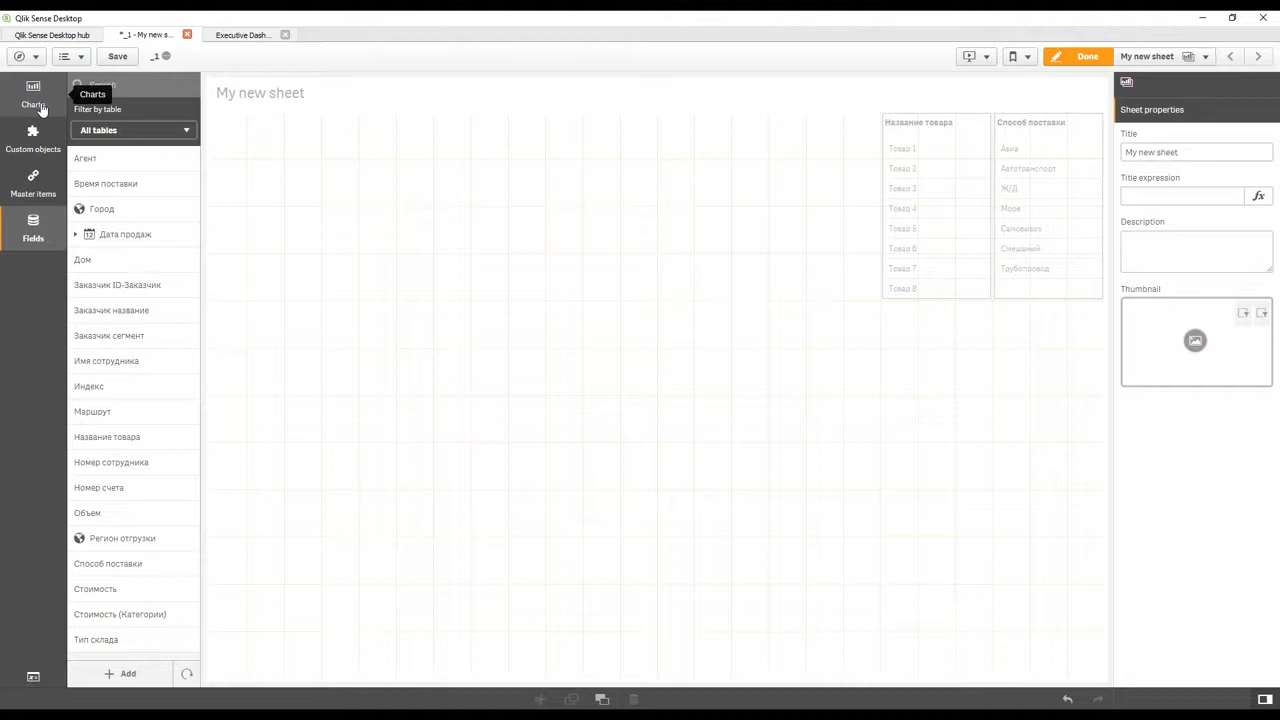 Qlik Sense Desktop
Qlik Sense Desktop hub
*_1 - My new s...
Executive Dash...
Save
_1
Done
My new sheet
Charts
Custom objects
Master items
Fields
Charts
Search
Filter by table
All tables
Агент
Время поставки
Город
12
Дата продаж
Дом
Заказчик ID-Заказчик
Заказчик название
Заказчик сегмент
Имя сотрудника
Индекс
Маршрут
Название товара
Номер сотрудника
Номер счета
Объем
Регион отгрузки
Способ поставки
Стоимость
Стоимость (Категории)
Тип склада
Add
My new sheet
Название товара
Товар 1
Товар 2
Товар 3
Товар 4
Товар 5
Товар 6
Товар 7
Товар 8
Способ поставки
Авиа
Автотранспорт
Ж/Д
Море
Самовывоз
Смешаный
Трубопровод
Sheet properties
Title
My new sheet
Title expression
fx
Description
Thumbnail